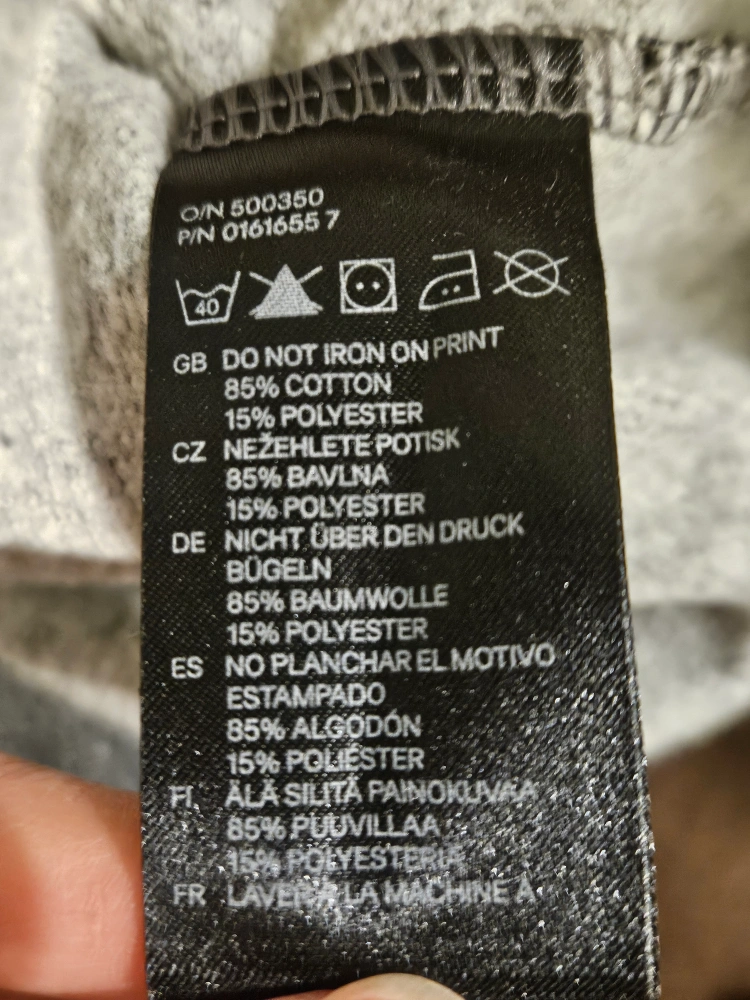 O/N 500350
P/N 0161655 7
40
GB DO NOT IRON ON PRINT
85% COTTON
15% POLYESTER
CZ NEŽEHLETE POTISK
85% BAVLNA
15% POLYESTER
DE NICHT ÜBER DEN DRUCK
BÜGELN
85% BAUMWOLLE
15% POLYESTER
ES NO PLANCHAR EL MOTIVO
ESTAMPADO
85% ALGODÓN
15% POLIÉSTER
FI ÄLÄ SILITÄ PAINOKUVAA
85% PUUVILLAA
15% POLYESTERIA
FR LAVER A LA MACHINE À